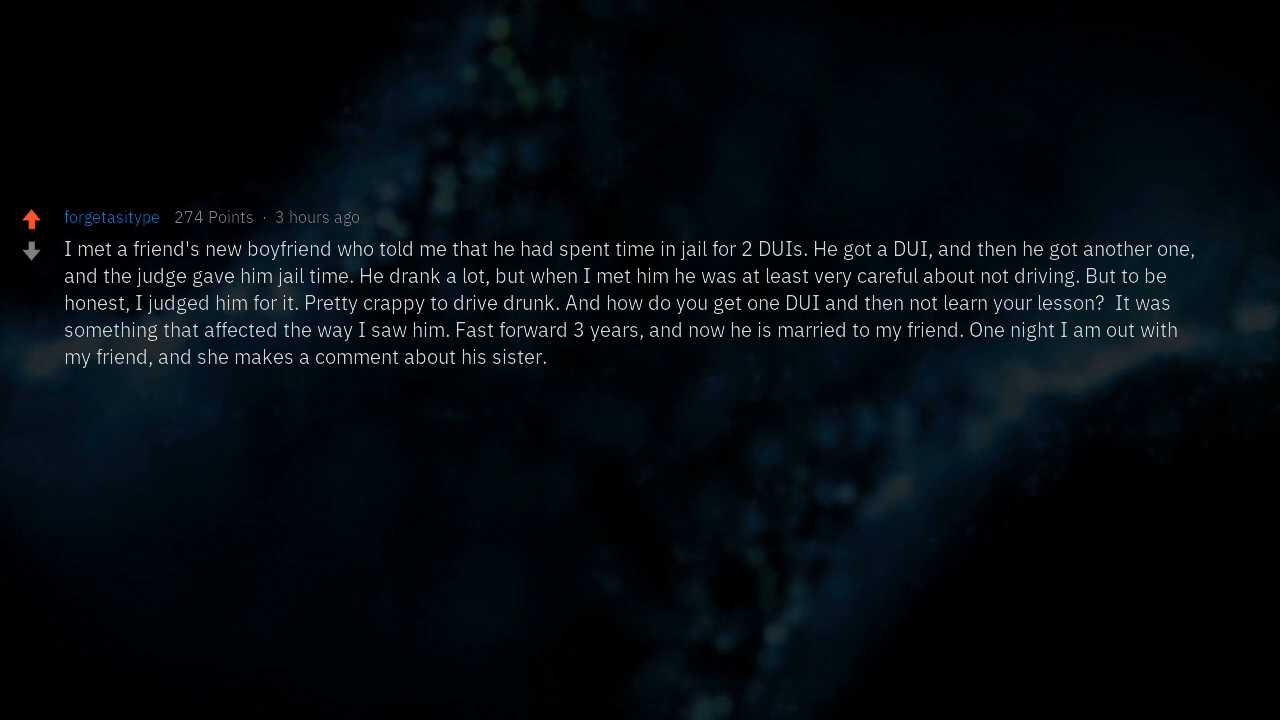 forgetasitype 274 Points · 3 hours ago
I met a friend's new boyfriend who told me that he had spent time in jail for 2 DUIs. He got a DUI, and then he got another one,
and the judge gave him jail time. He drank a lot, but when I met him he was at least very careful about not driving. But to be
honest, I judged him for it. Pretty crappy to drive drunk. And how do you get one DUI and then not learn your lesson?  It was
something that affected the way I saw him. Fast forward 3 years, and now he is married to my friend. One night I am out with
my friend, and she makes a comment about his sister.